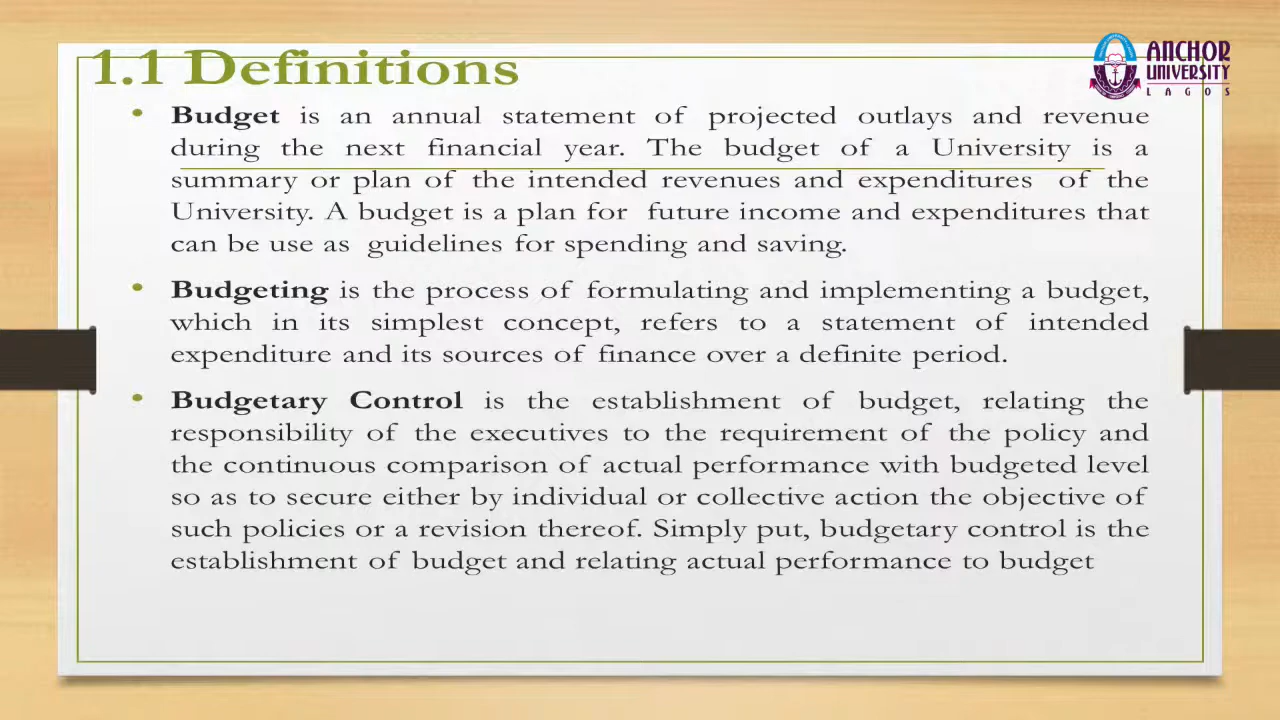 1.1 Definitions
ANCHOR
UNIVERSITY
LAGOS
• Budget is an annual statement of projected outlays and revenue
during the next financial year. The budget of a University is a
summary or plan of the intended revenues and expenditures of the
University. A budget is a plan for future income and expenditures that
can be use as guidelines for spending and saving.
• Budgeting is the process of formulating and implementing a budget,
which in its simplest concept, refers to a statement of intended
expenditure and its sources of finance over a definite period.
• Budgetary Control is the establishment of budget, relating the
responsibility of the executives to the requirement of the policy and
the continuous comparison of actual performance with budgeted level
so as to secure either by individual or collective action the objective of
such policies or a revision thereof. Simply put, budgetary control is the
establishment of budget and relating actual performance to budget